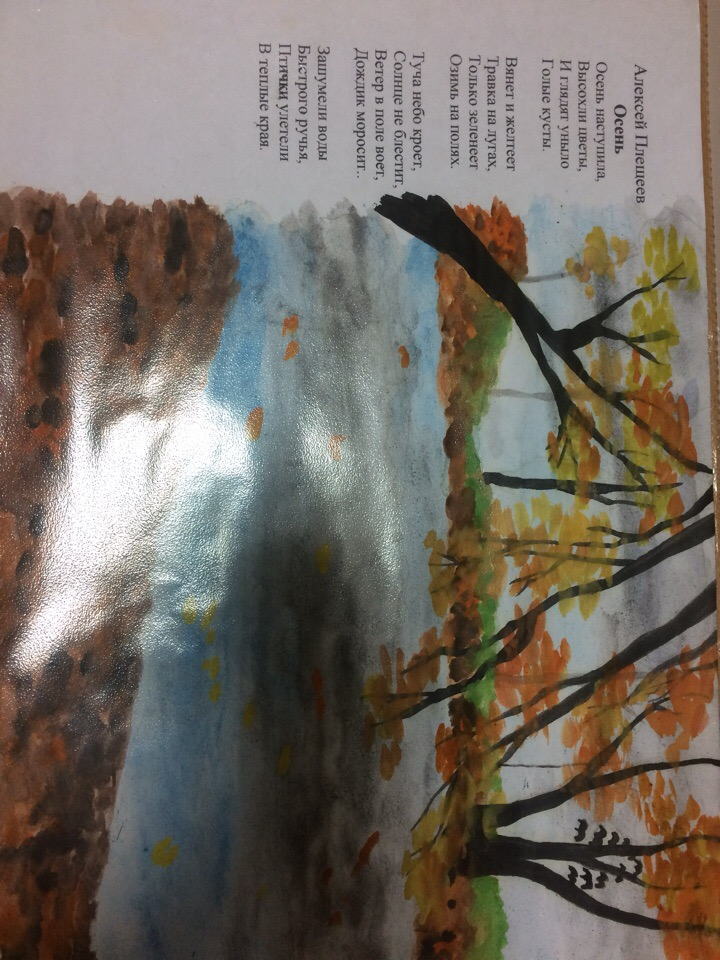 Алексей Плещеев
Осень
Осень наступила,
Высохли цветы,
И глядят уныло
Голые кусты.
Вянет и желтеет
Травка на лугах,
Только зеленеет
Озимь на полях.
Туча небо кроет,
Солнце не блестит,
Ветер в поле воет,
Дождик моросит..
Зашумели воды
Быстрого ручья,
Птички улетели
В теплые края.